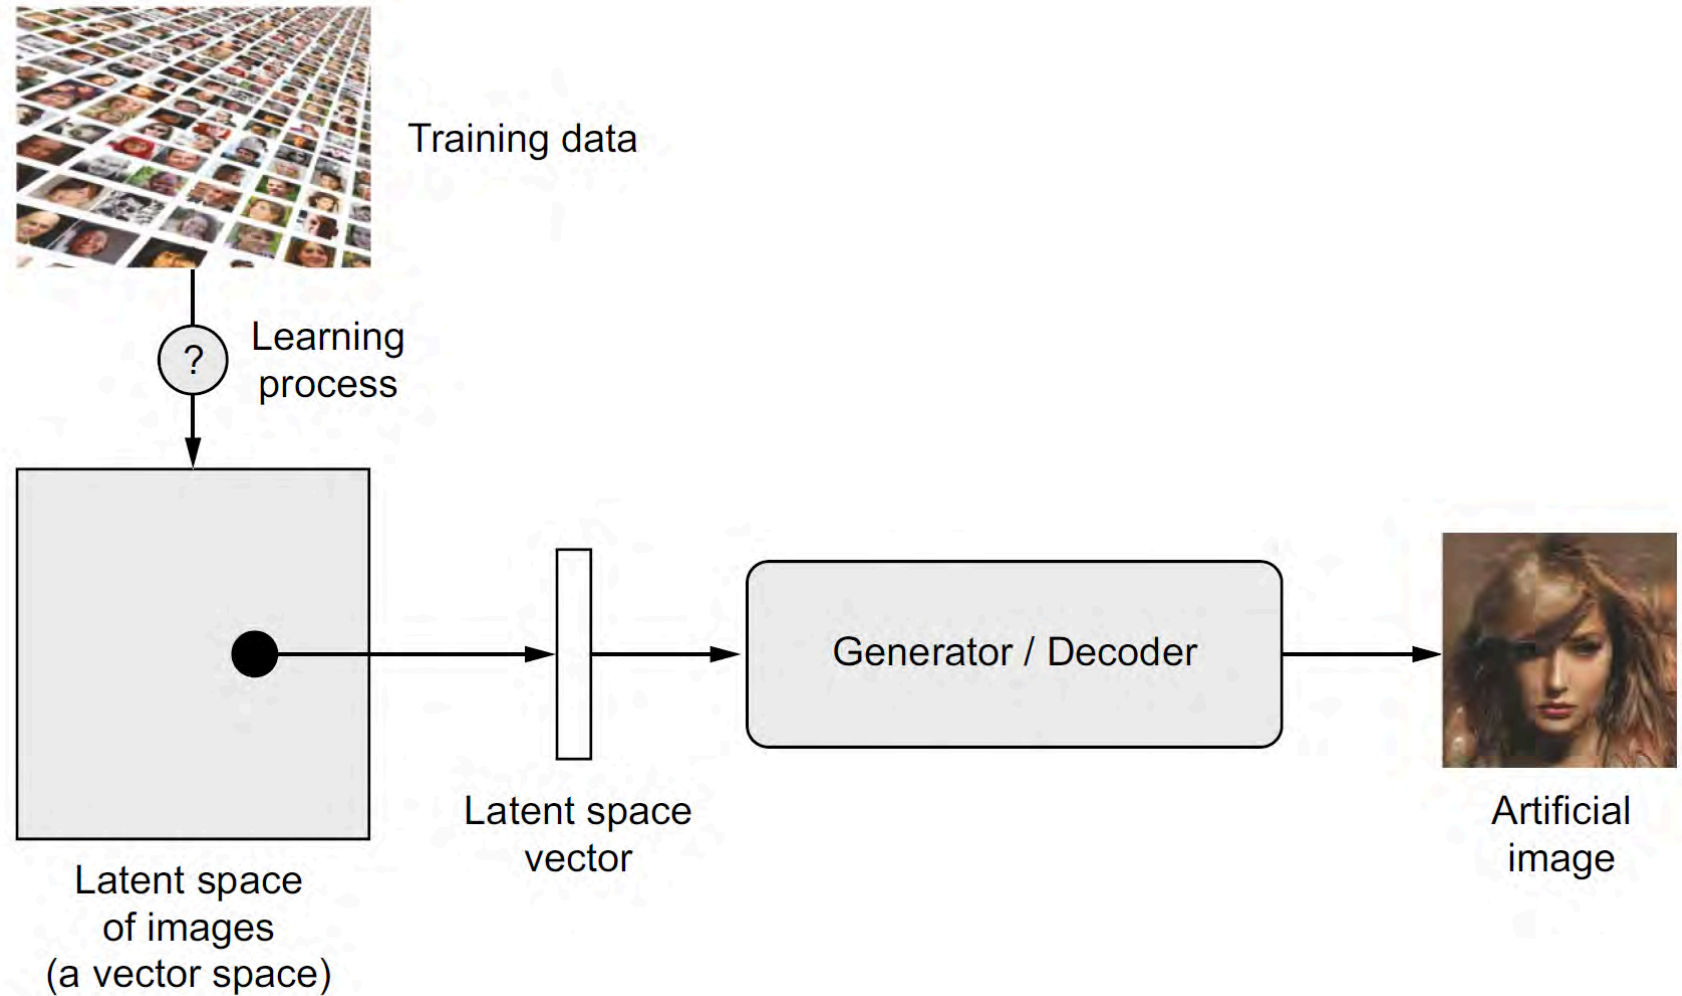 Training data
?
Learning
process
Generator / Decoder
Latent space
vector
Artificial
image
Latent space
of images
(a vector space)